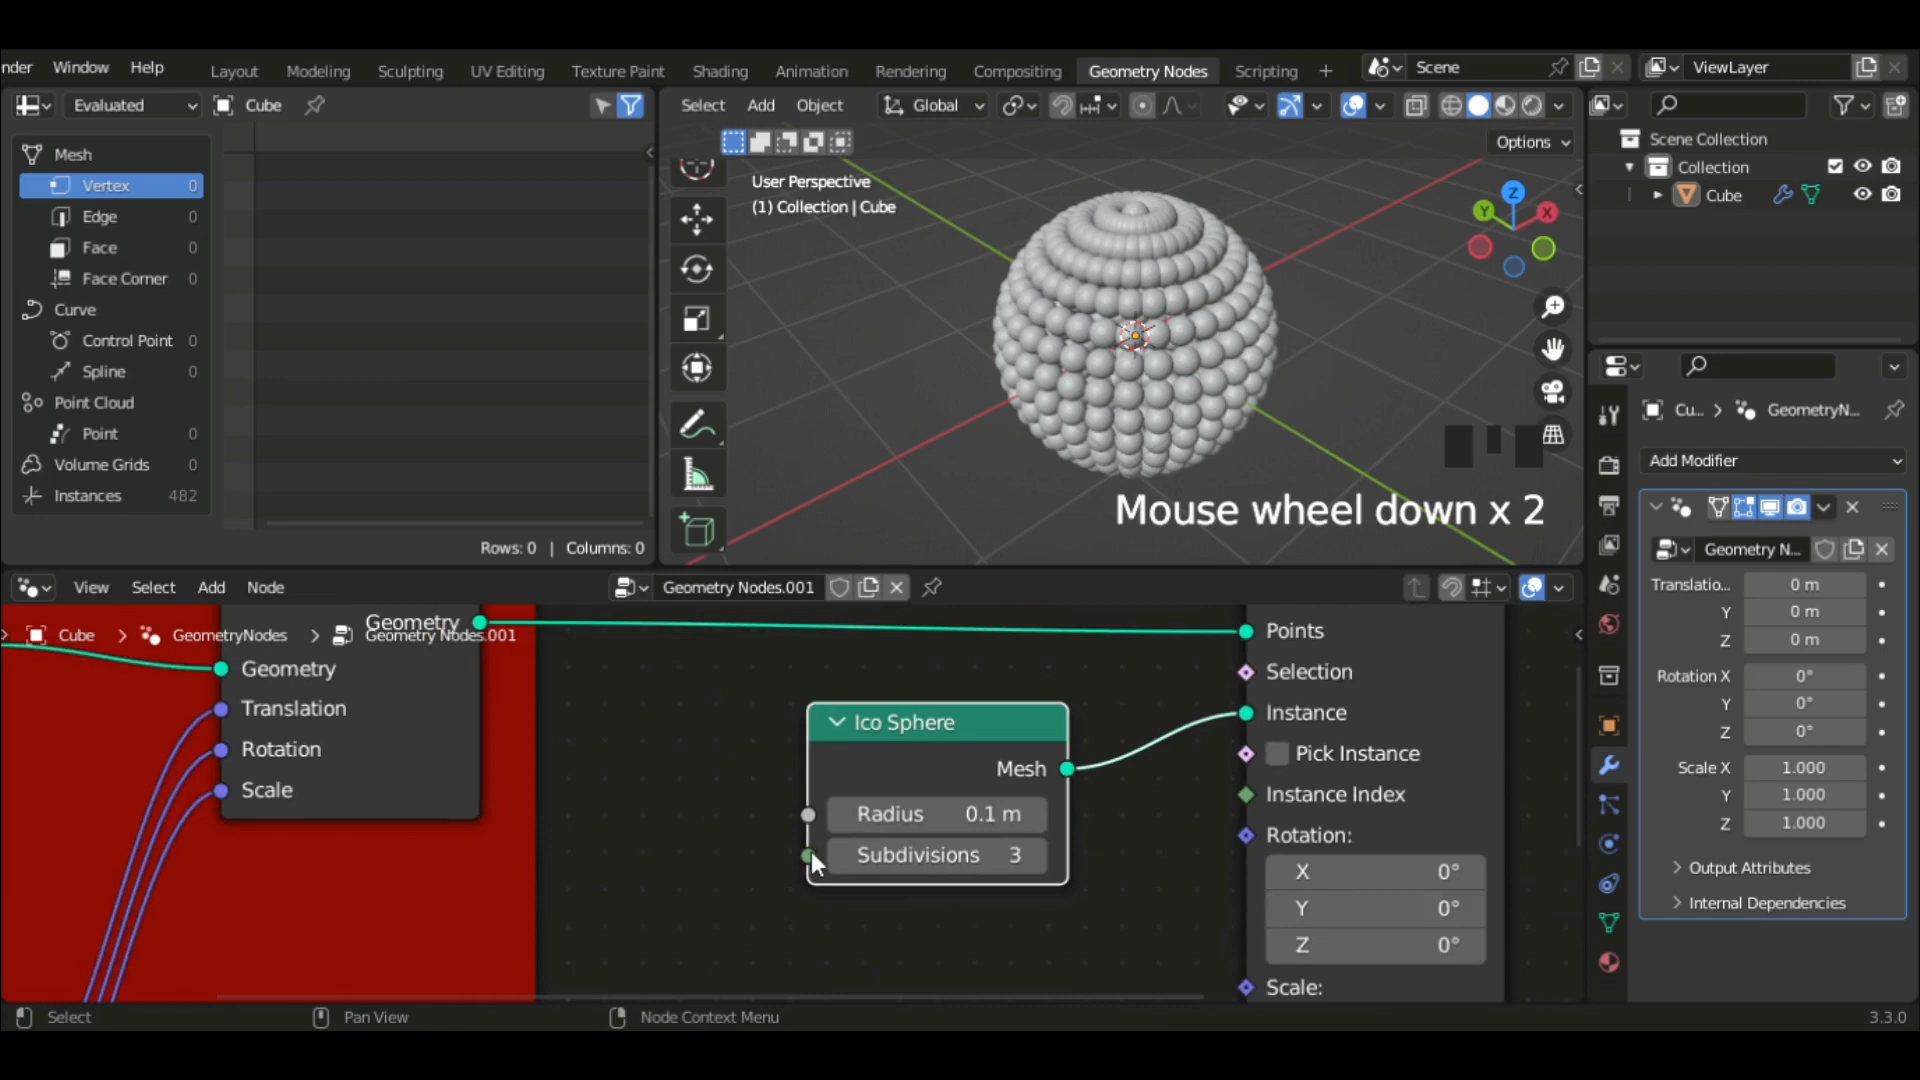 nder Window Help Layout Modeling Sculpting UV Editing Texture Paint Shading Animation Rendering Compositing Geometry Nodes Scripting + Scene ViewLayer
Evaluated Cube
Mesh
Vertex 0
Edge 0
Face 0
Face Corner 0
Curve
Control Point 0
Spline 0
Point Cloud
Point 0
Volume Grids 0
Instances 482
Rows: 0 | Columns: 0
Select Add Object Global
Options
User Perspective
(1) Collection | Cube
Z
Y
X
Mouse wheel down x 2
Scene Collection
Collection
Cube
Cu... GeometryN...
Add Modifier
Geometry N...
Translatio... 0 m
Y 0 m
Z 0 m
Rotation X 0°
Y 0°
Z 0°
Scale X 1.000
Y 1.000
Z 1.000
Output Attributes
Internal Dependencies
View Select Add Node Geometry Nodes.001
Cube GeometryNodes Geometry Nodes.001
Geometry
Geometry
Translation
Rotation
Scale
Ico Sphere
Mesh
Radius 0.1 m
Subdivisions 3
Points
Selection
Instance
Pick Instance
Instance Index
Rotation:
X 0°
Y 0°
Z 0°
Scale:
Select Pan View Node Context Menu 3.3.0